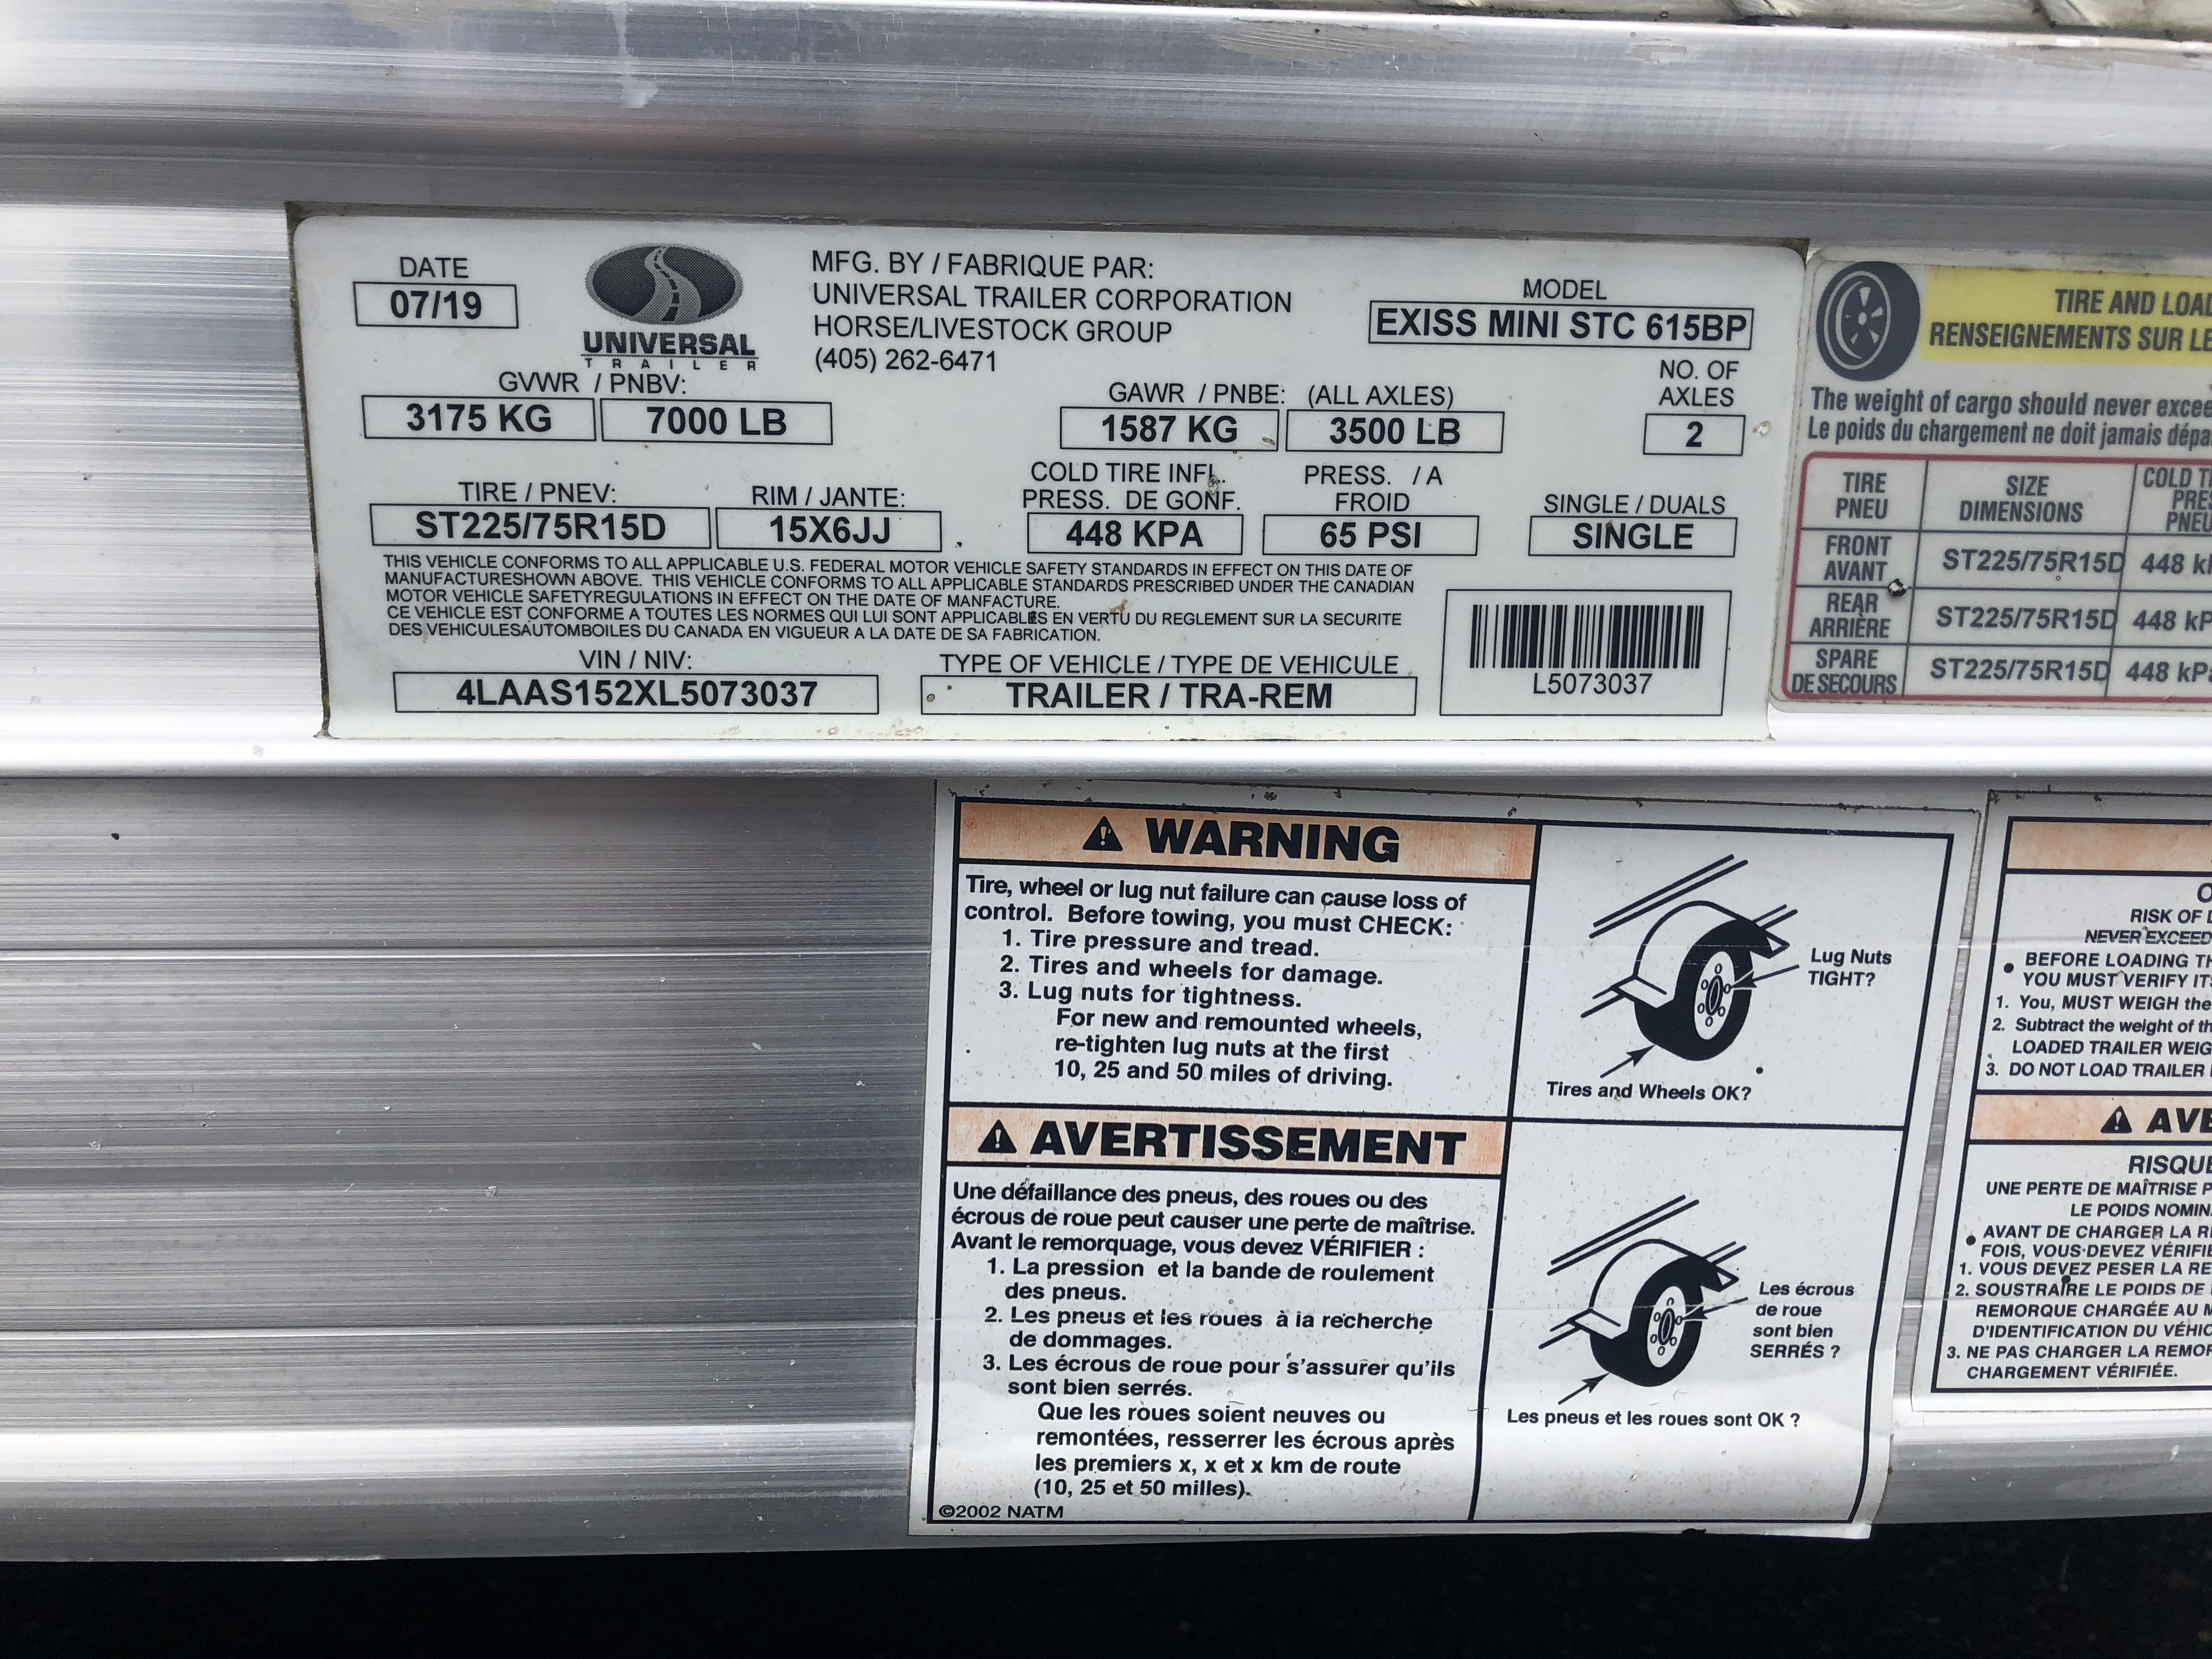 DATE
07/19
UNIVERSAL
TRAILER
MFG. BY / FABRIQUE PAR:
UNIVERSAL TRAILER CORPORATION
HORSE/LIVESTOCK GROUP
(405) 262-6471
MODEL
EXISS MINI STC 615BP
GVWR / PNBV:
3175 KG 7000 LB
GAWR / PNBE: (ALL AXLES)
1587 KG 3500 LB
NO. OF
AXLES
2
TIRE / PNEV:
ST225/75R15D
RIM / JANTE:
15X6JJ
COLD TIRE INFL. PRESS. / A
PRESS. DE GONF. FROID
448 KPA 65 PSI
SINGLE / DUALS
SINGLE
THIS VEHICLE CONFORMS TO ALL APPLICABLE U.S. FEDERAL MOTOR VEHICLE SAFETY STANDARDS IN EFFECT ON THIS DATE OF
MANUFACTURESHOWN ABOVE. THIS VEHICLE CONFORMS TO ALL APPLICABLE STANDARDS PRESCRIBED UNDER THE CANADIAN
MOTOR VEHICLE SAFETYREGULATIONS IN EFFECT ON THE DATE OF MANFACTURE.
CE VEHICLE EST CONFORME A TOUTES LES NORMES QUI LUI SONT APPLICABLES EN VERTU DU REGLEMENT SUR LA SECURITE
DES VEHICULESAUTOMBOILES DU CANADA EN VIGUEUR A LA DATE DE SA FABRICATION.
VIN / NIV:
4LAAS152XL5073037
TYPE OF VEHICLE / TYPE DE VEHICULE
TRAILER / TRA-REM
L5073037
TIRE AND LOA
RENSEIGNEMENTS SUR LE
The weight of cargo should never excee
Le poids du chargement ne doit jamais dépa
TIRE SIZE COLD TI
PNEU DIMENSIONS PRES
PNEU
FRONT
AVANT ST225/75R15D 448 k
REAR
ARRIÈRE ST225/75R15D 448 kP
SPARE
DE SECOURS ST225/75R15D 448 kPa
WARNING
Tire, wheel or lug nut failure can cause loss of
control. Before towing, you must CHECK:
1. Tire pressure and tread.
2. Tires and wheels for damage.
3. Lug nuts for tightness.
For new and remounted wheels,
re-tighten lug nuts at the first
10, 25 and 50 miles of driving.
Lug Nuts
TIGHT?
Tires and Wheels OK?
AVERTISSEMENT
Une défaillance des pneus, des roues ou des
écrous de roue peut causer une perte de maîtrise.
Avant le remorquage, vous devez VÉRIFIER :
1. La pression et la bande de roulement
des pneus.
2. Les pneus et les roues à la recherche
de dommages.
3. Les écrous de roue pour s'assurer qu'ils
sont bien serrés.
Que les roues soient neuves ou
remontées, resserrer les écrous après
les premiers x, x et x km de route
(10, 25 et 50 milles).
©2002 NATM
Les écrous
de roue
sont bien
SERRÉS ?
Les pneus et les roues sont OK ?
O
RISK OF
NEVER EXCEED
• BEFORE LOADING TH
YOU MUST VERIFY IT
1. You, MUST WEIGH the
2. Subtract the weight of th
LOADED TRAILER WEIG
3. DO NOT LOAD TRAILER
AVE
RISQUE
UNE PERTE DE MAÎTRISE P
LE POIDS NOMIN
• AVANT DE CHARGER LA R
FOIS, VOUS DEVEZ VÉRIFIE
1. VOUS DEVEZ PESER LA RE
2. SOUSTRAIRE LE POIDS DE
REMORQUE CHARGÉE AU M
D'IDENTIFICATION DU VÉHIC
3. NE PAS CHARGER LA REMOR
CHARGEMENT VÉRIFIÉE.